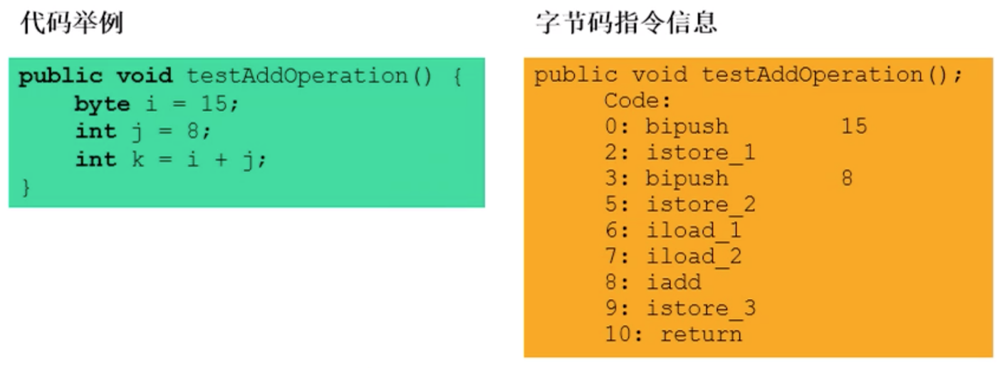 代码举例
public void testAddOperation() {
    byte i = 15;
    int j = 8;
    int k = i + j;
}
字节码指令信息
public void testAddOperation();
     Code:
     0: bipush        15
     2: istore_1
     3: bipush        8
     5: istore_2
     6: iload_1
     7: iload_2
     8: iadd
     9: istore_3
     10: return